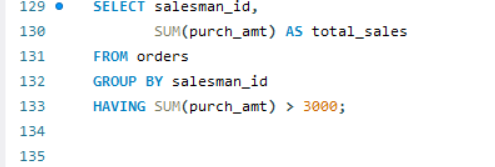 129 SELECT salesman_id,
130 SUM(purch_amt) AS total_sales
131 FROM orders
132 GROUP BY salesman_id
133 HAVING SUM(purch_amt) > 3000;
134
135